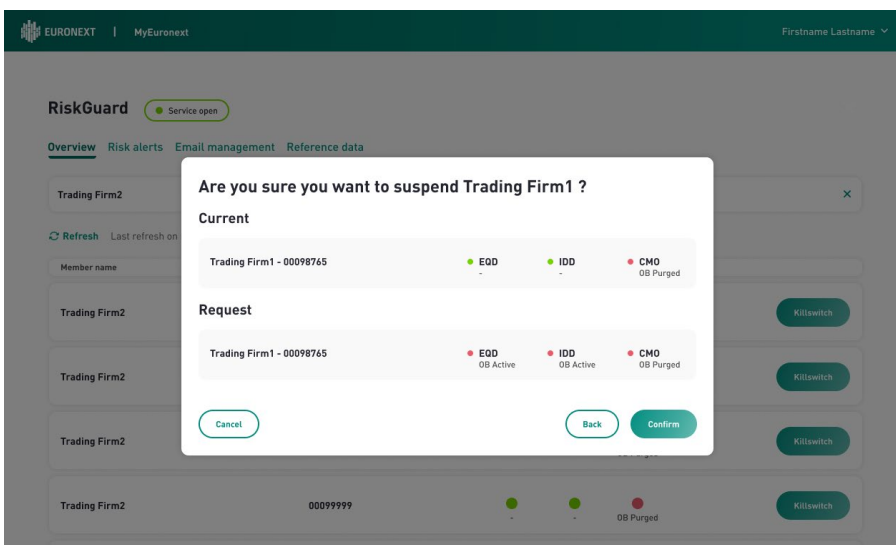 EURONEXT | MyEuronext
Firstname Lastname
RiskGuard
Service open
Overview Risk alerts Email management Reference data
Trading Firm2
Refresh Last refresh on
Member name
Trading Firm2
Killswitch
Trading Firm2
Killswitch
Trading Firm2
Killswitch
Trading Firm2 00099999 - - OB Purged
Killswitch
Are you sure you want to suspend Trading Firm1 ?
Current
Trading Firm1 - 00098765 EQD IDD CMO
- - OB Purged
Request
Trading Firm1 - 00098765 EQD IDD CMO
OB Active OB Active OB Purged
Cancel Back Confirm